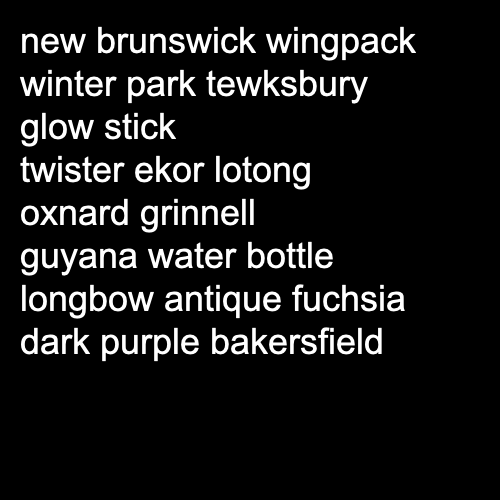 new brunswick wingpack
winter park tewksbury
glow stick
twister ekor lotong
oxnard grinnell
guyana water bottle
longbow antique fuchsia
dark purple bakersfield